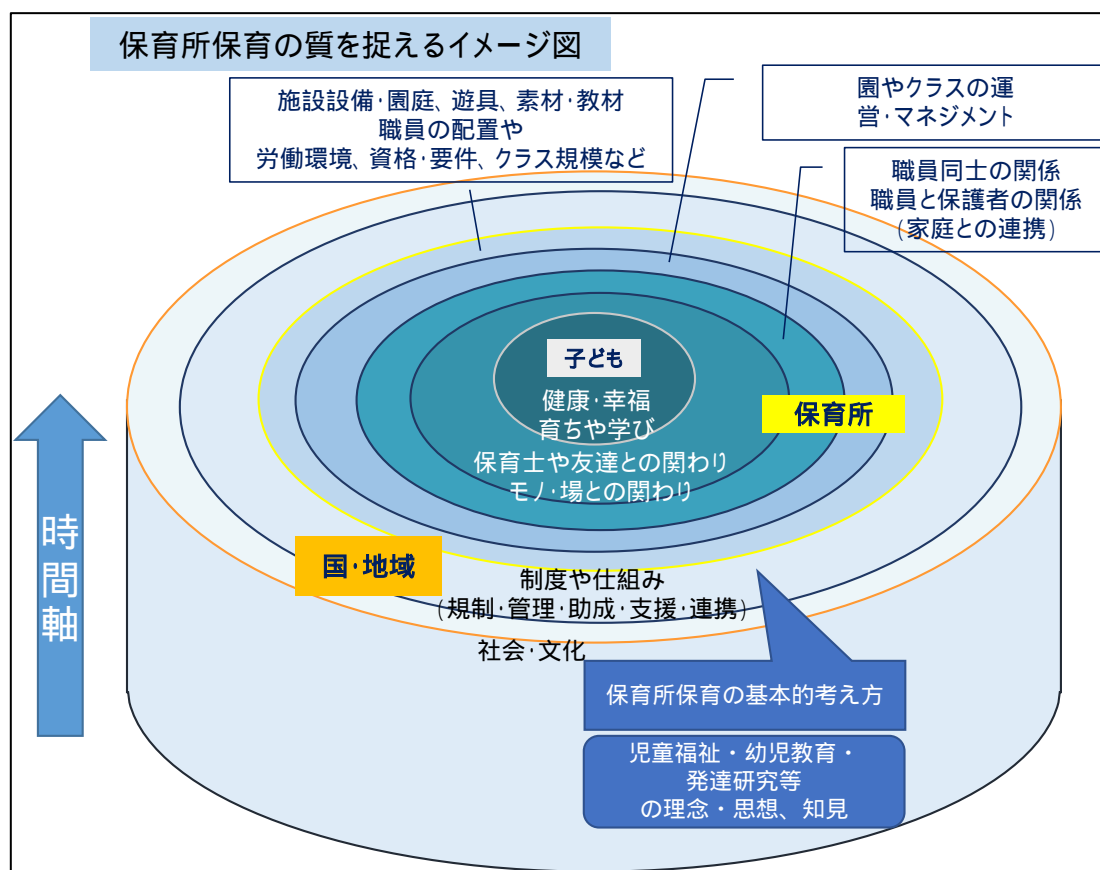 保育所保育の質を捉えるイメージ図
施設設備･園庭、遊具、素材･教材
職員の配置や
労働環境、資格･要件、クラス規模など
園やクラスの運
営･マネジメント
職員同士の関係
職員と保護者の関係
(家庭との連携)
子ども
健康･幸福
育ちや学び
保育士や友達との関わり
モノ･場との関わり
保育所
国･地域
制度や仕組み
(規制･管理･助成･支援･連携)
社会･文化
時間軸
保育所保育の基本的考え方
児童福祉・幼児教育・
発達研究等
の理念・思想、知見